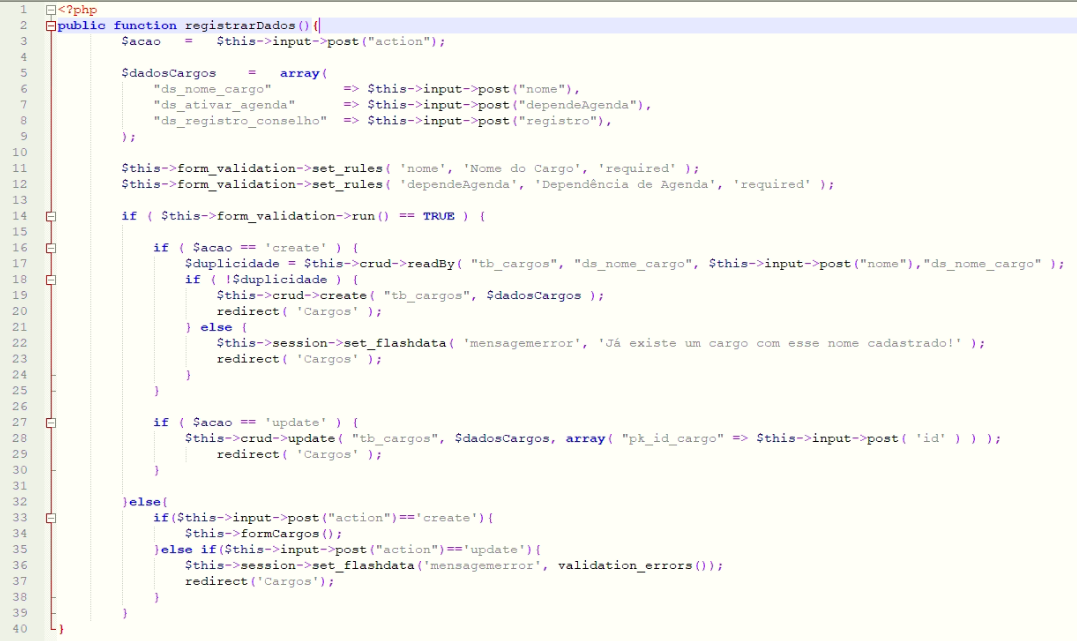 1 <?php
2 public function registrarDados(){
3 $acao = $this->input->post("action");
4
5 $dadosCargos = array(
6 "ds_nome_cargo" => $this->input->post("nome"),
7 "ds_ativar_agenda" => $this->input->post("dependeAgenda"),
8 "ds_registro_conselho" => $this->input->post("registro"),
9 );
10
11 $this->form_validation->set_rules( 'nome', 'Nome do Cargo', 'required' );
12 $this->form_validation->set_rules( 'dependeAgenda', 'Dependência de Agenda', 'required' );
13
14 if ( $this->form_validation->run() == TRUE ) {
15
16 if ( $acao == 'create' ) {
17 $duplicidade = $this->crud->readBy( "tb_cargos", "ds_nome_cargo", $this->input->post("nome"),"ds_nome_cargo" );
18 if ( !$duplicidade ) {
19 $this->crud->create( "tb_cargos", $dadosCargos );
20 redirect( 'Cargos' );
21 } else {
22 $this->session->set_flashdata( 'mensagemerror', 'Já existe um cargo com esse nome cadastrado!' );
23 redirect( 'Cargos' );
24 }
25 }
26
27 if ( $acao == 'update' ) {
28 $this->crud->update( "tb_cargos", $dadosCargos, array( "pk_id_cargo" => $this->input->post( 'id' ) ) );
29 redirect( 'Cargos' );
30 }
31
32 }else{
33 if($this->input->post("action")=='create'){
34 $this->formCargos();
35 }else if($this->input->post("action")=='update'){
36 $this->session->set_flashdata('mensagemerror', validation_errors());
37 redirect('Cargos');
38 }
39 }
40 }